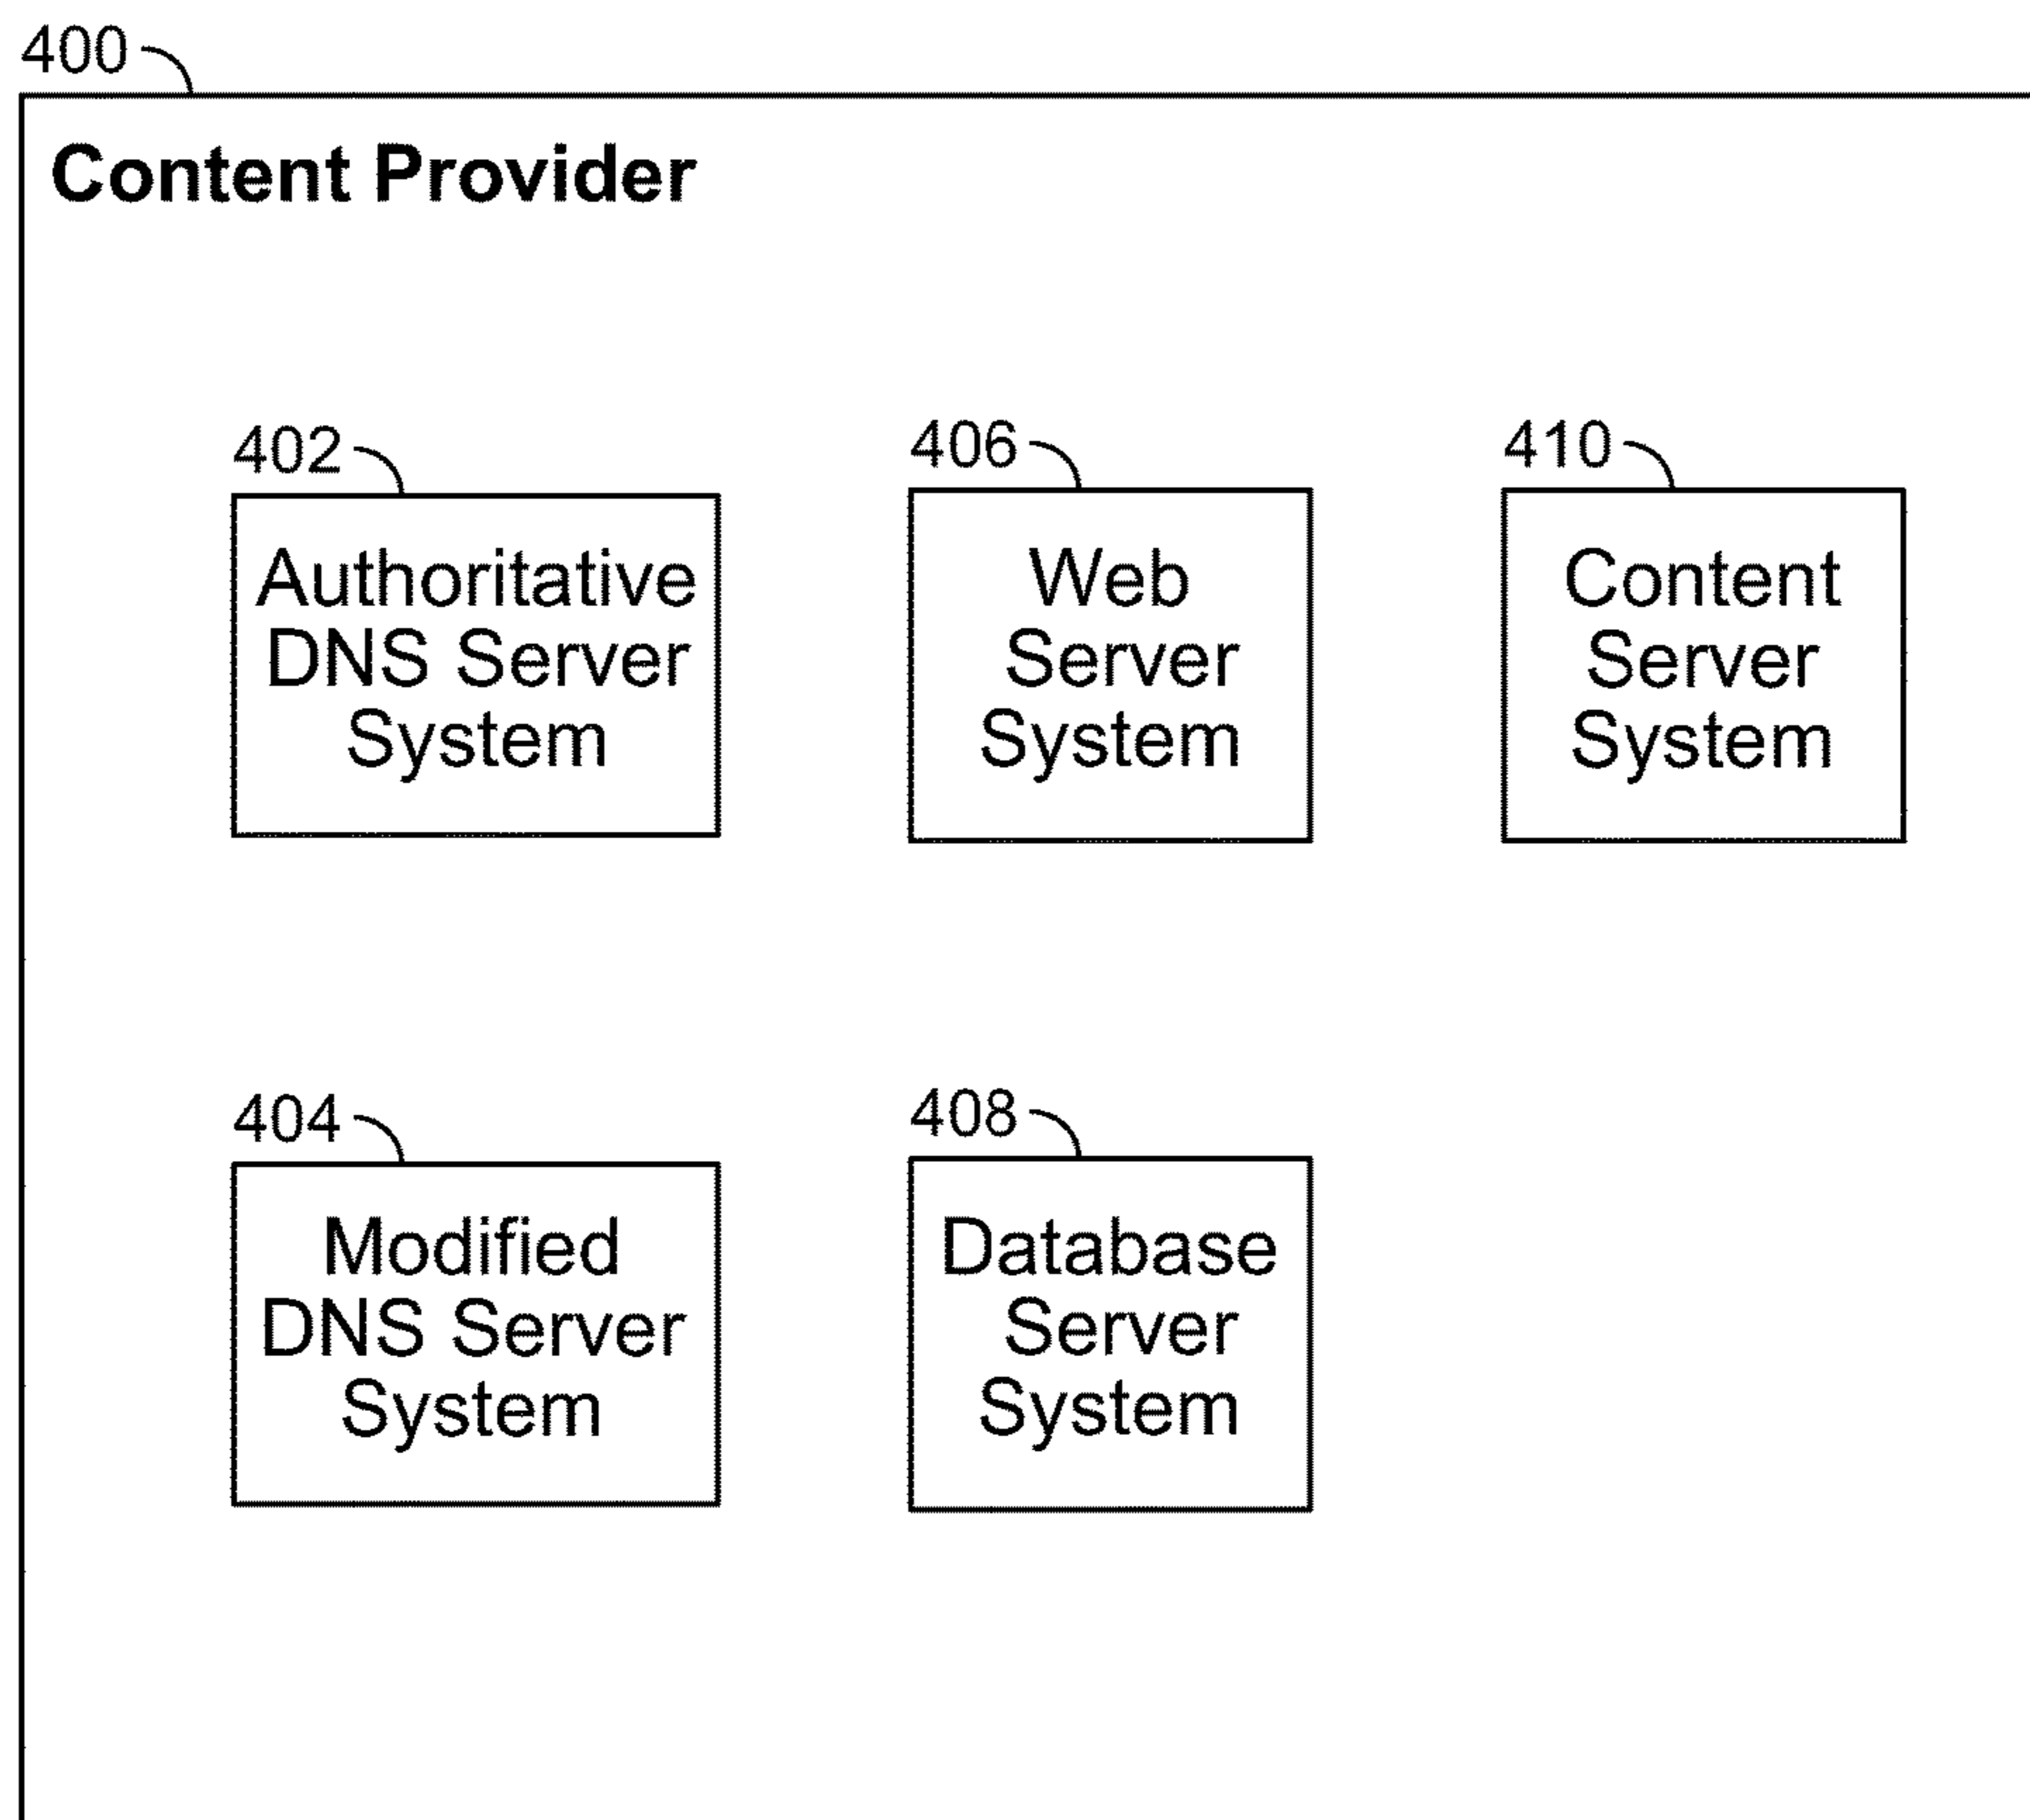 400
Content Provider
402
Authoritative
DNS Server
System
406
Web
Server
System
410
Content
Server
System
404
Modified
DNS Server
System
408
Database
Server
System